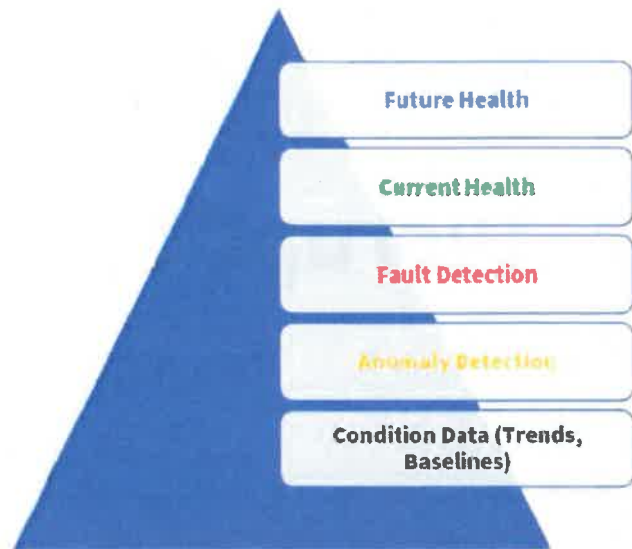 Future Health
Current Health
Fault Detection
Anomaly Detection
Condition Data (Trends,
Baselines)